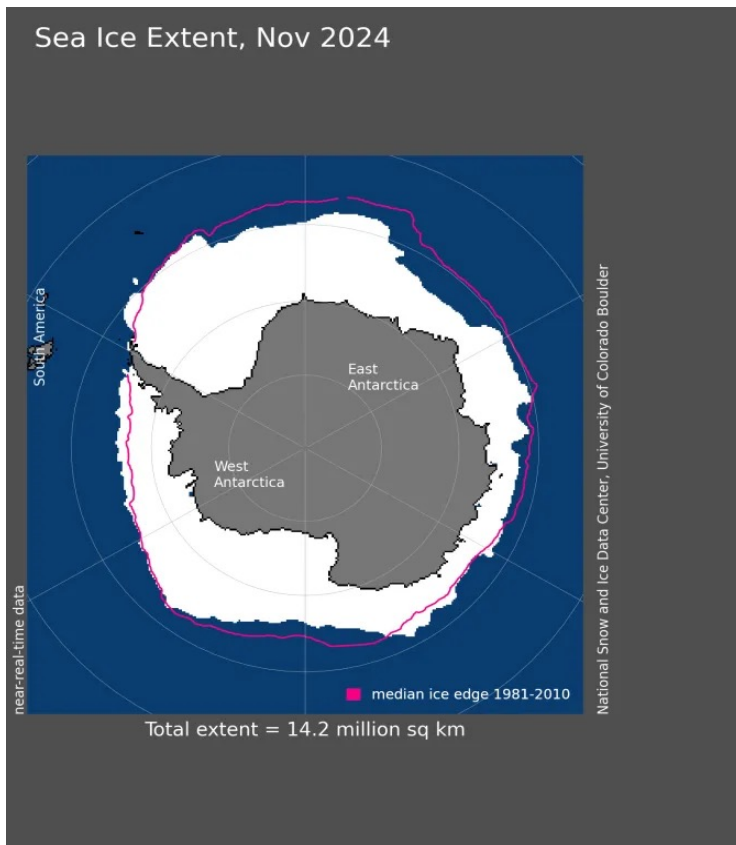 Sea Ice Extent, Nov 2024
South America
East
Antarctica
West
Antarctica
near-real-time data
National Snow and Ice Data Center, University of Colorado Boulder
median ice edge 1981-2010
Total extent = 14.2 million sq km